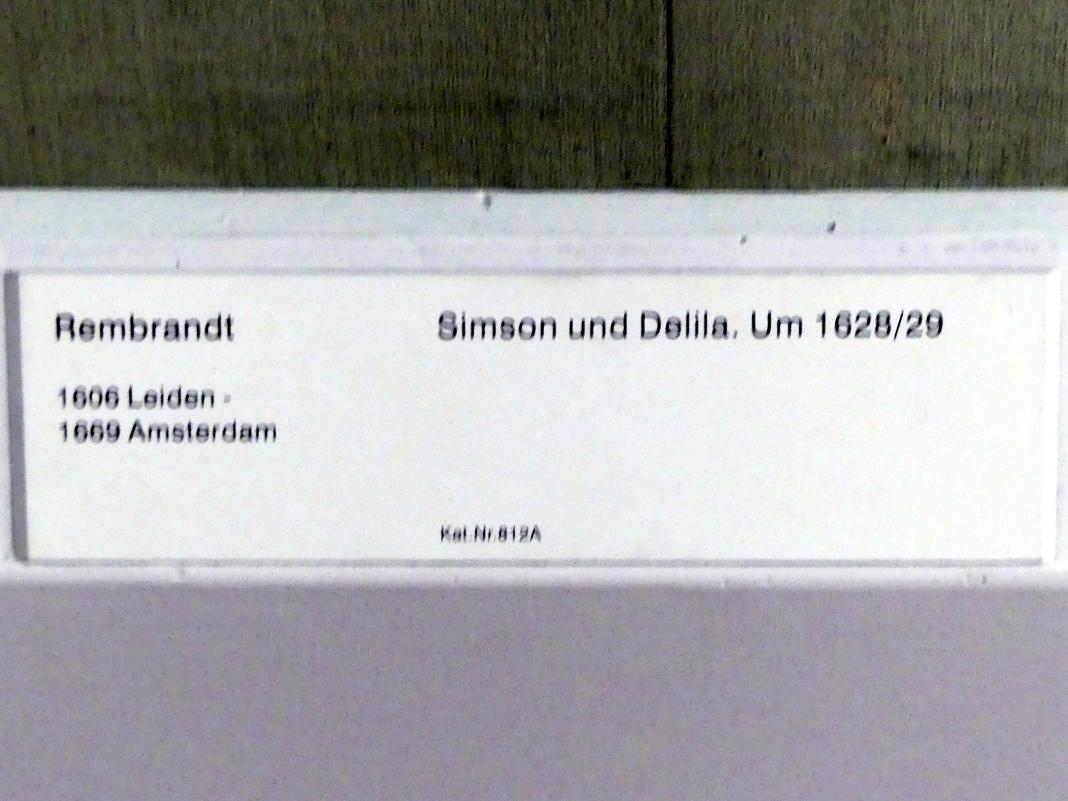 Rembrandt
Simson und Delila. Um 1628/29
1606 Leiden -
1669 Amsterdam
Kat.Nr.812A